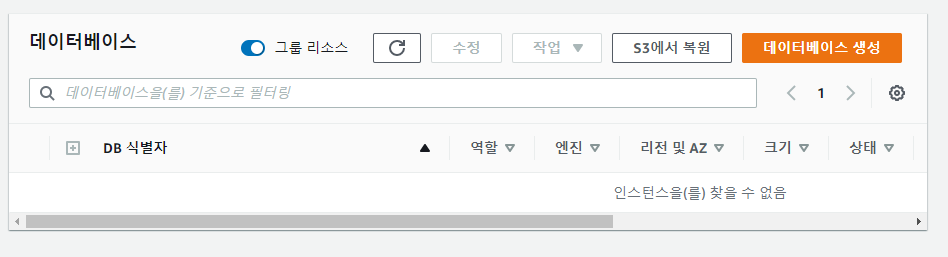 데이터베이스
그룹 리소스
수정
작업
S3에서 복원
데이터베이스 생성
데이터베이스을(를) 기준으로 필터링
1
DB 식별자
역할
엔진
리전 및 AZ
크기
상태
인스턴스을(를) 찾을 수 없음